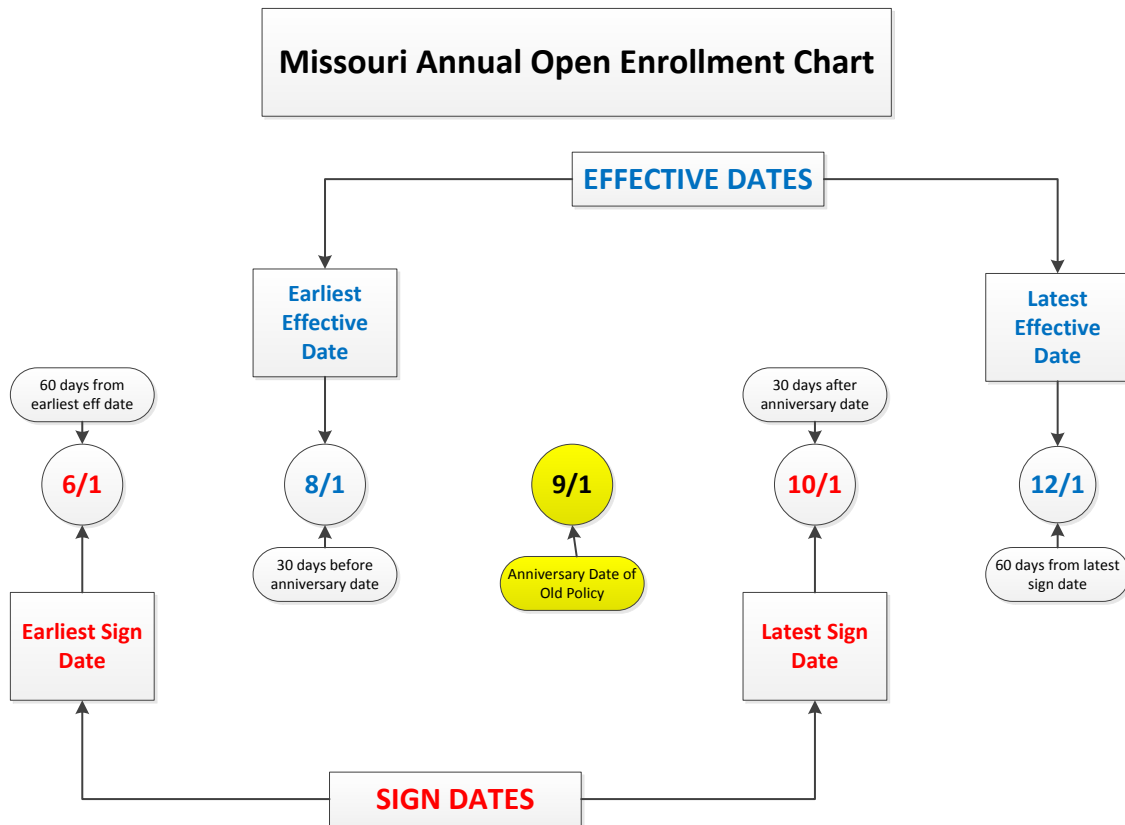 Missouri Annual Open Enrollment Chart
EFFECTIVE DATES
Earliest
Effective
Date
Latest
Effective
Date
60 days from
earliest eff date
30 days after
anniversary date
6/1
8/1
9/1
10/1
12/1
30 days before
anniversary date
Anniversary Date of
Old Policy
60 days from latest
sign date
Earliest Sign
Date
Latest Sign
Date
SIGN DATES